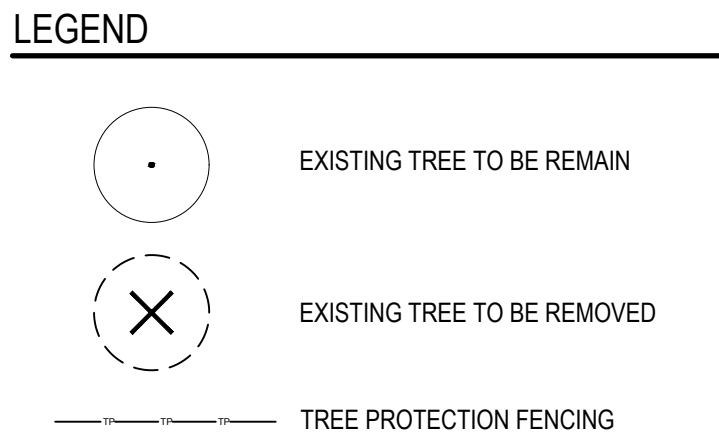 LEGEND
EXISTING TREE TO BE REMAIN
EXISTING TREE TO BE REMOVED
TP TP TP TREE PROTECTION FENCING